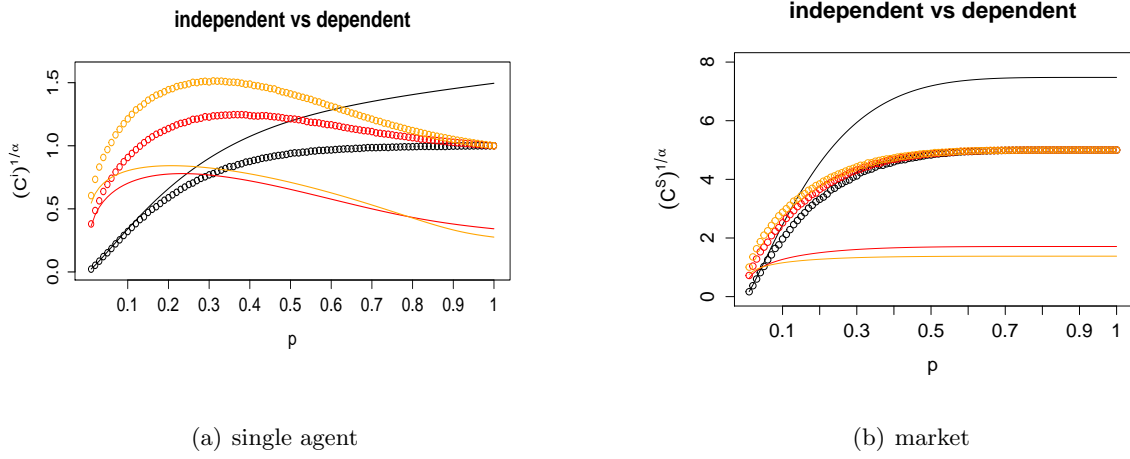 independent vs dependent
(Cⁱ)^{1/α}
0.0 0.5 1.0 1.5
0.1 0.2 0.3 0.4 0.5 0.6 0.7 0.8 0.9 1
p
(a) single agent
independent vs dependent
(C^S)^{1/α}
0 2 4 6 8
0.1 0.3 0.5 0.7 0.9 1
p
(b) market